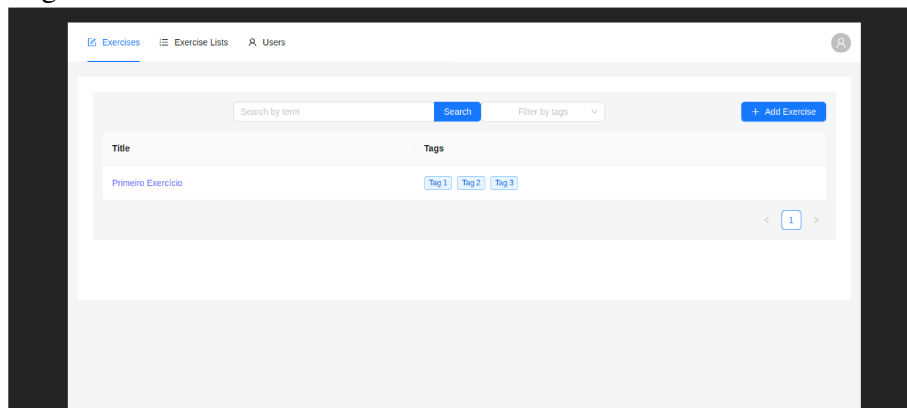 Exercises Exercise Lists Users
Search by term Search Filter by tags + Add Exercise
Title Tags
Primeiro Exercício Tag 1 Tag 2 Tag 3
< 1 >